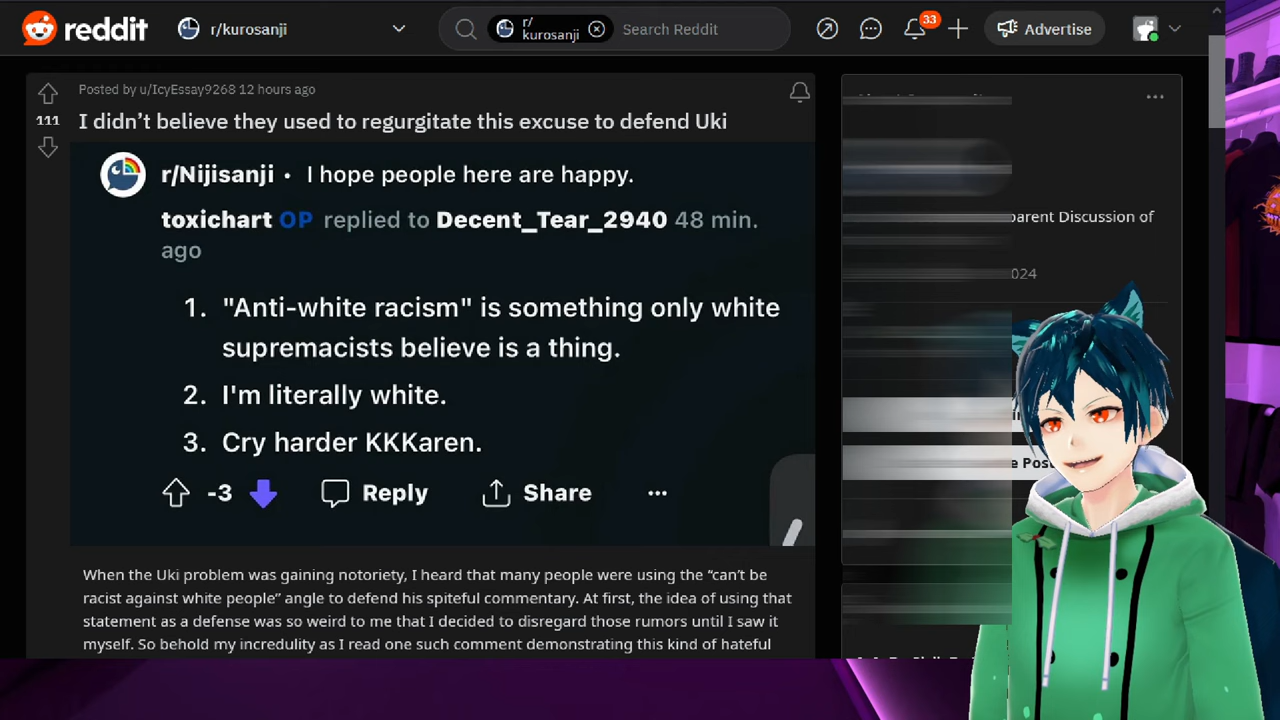 reddit
r/kurosanji
r/
kurosanji
Search Reddit
33
Advertise
Posted by u/IcyEssay9268 12 hours ago
111
I didn’t believe they used to regurgitate this excuse to defend Uki
r/Nijisanji • I hope people here are happy.
toxichart OP replied to Decent_Tear_2940 48 min.
ago
1. "Anti-white racism" is something only white
supremacists believe is a thing.
2. I'm literally white.
3. Cry harder KKKaren.
-3
Reply
Share
When the Uki problem was gaining notoriety, I heard that many people were using the “can’t be
racist against white people” angle to defend his spiteful commentary. At first, the idea of using that
statement as a defense was so weird to me that I decided to disregard those rumors until I saw it
myself. So behold my incredulity as I read one such comment demonstrating this kind of hateful
Discussion of